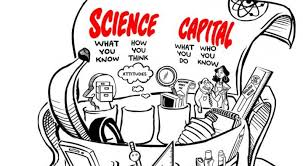 SCIENCE CAPITAL
WHAT YOU KNOW
HOW YOU THINK
WHAT YOU DO
WHO YOU KNOW
ATTITUDES